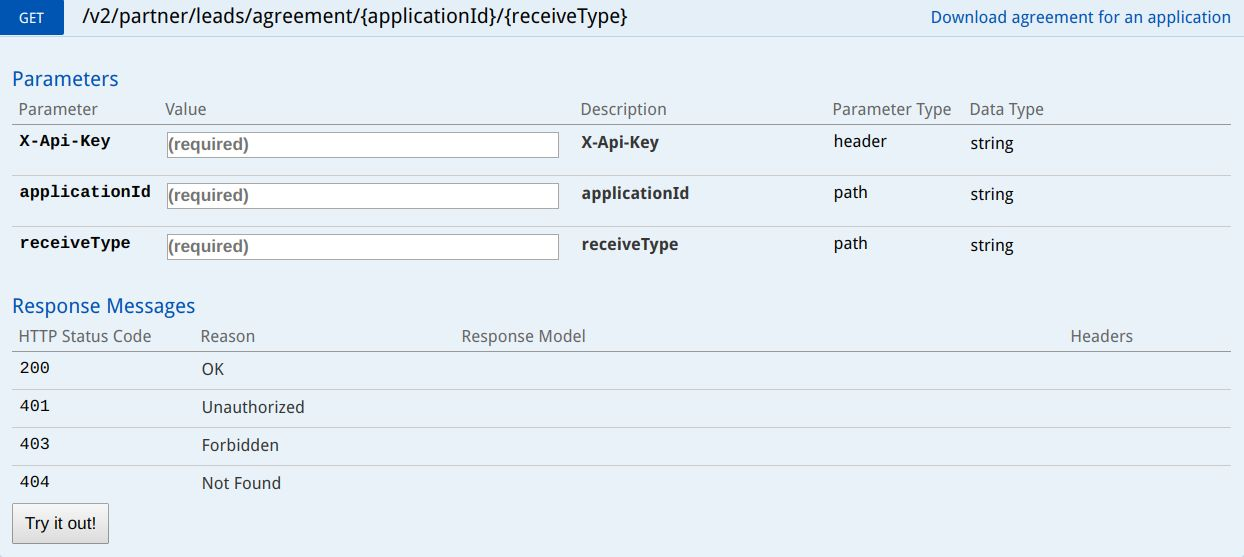 GET /v2/partner/leads/agreement/{applicationId}/{receiveType} Download agreement for an application
Parameters
Parameter Value Description Parameter Type Data Type
X-Api-Key (required) X-Api-Key header string
applicationId (required) applicationId path string
receiveType (required) receiveType path string
Response Messages
HTTP Status Code Reason Response Model Headers
200 OK
401 Unauthorized
403 Forbidden
404 Not Found
Try it out!